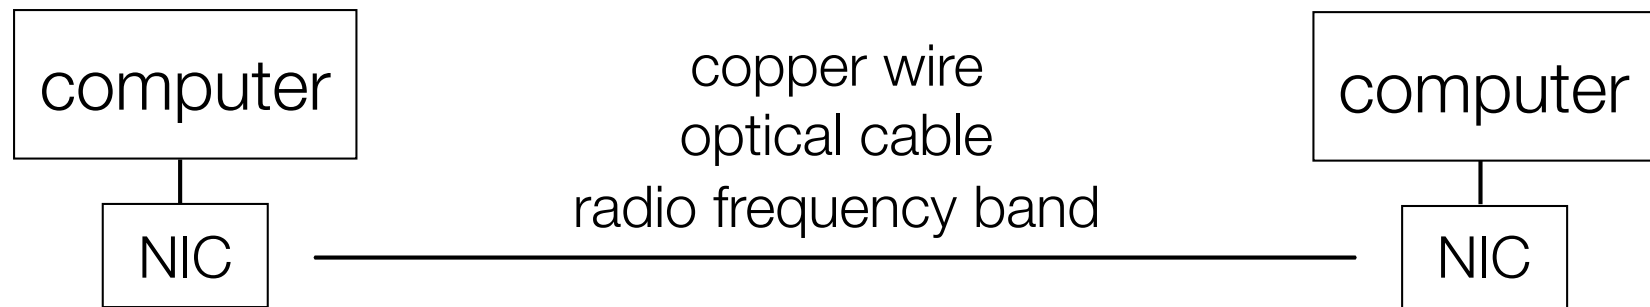 computer
copper wire
optical cable
radio frequency band
computer
NIC
NIC